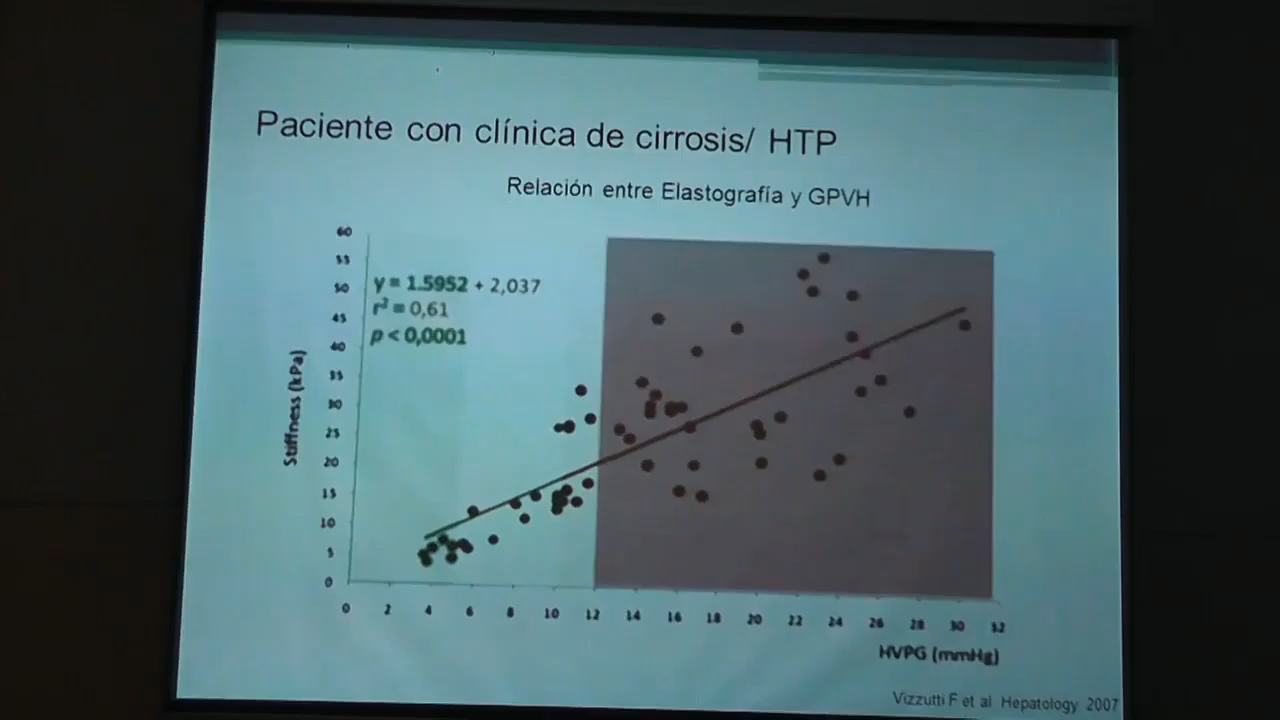 Paciente con clínica de cirrosis/ HTP
Relación entre Elastografía y GPVH
y = 1.5952 + 2,037
r² = 0,61
p < 0,0001
Stiffness (kPa)
60
55
50
45
40
35
30
25
20
15
10
5
0
0 2 4 6 8 10 12 14 16 18 20 22 24 26 28 30 32
HVPG (mmHg)
Vizzutti F et al Hepatology 2007